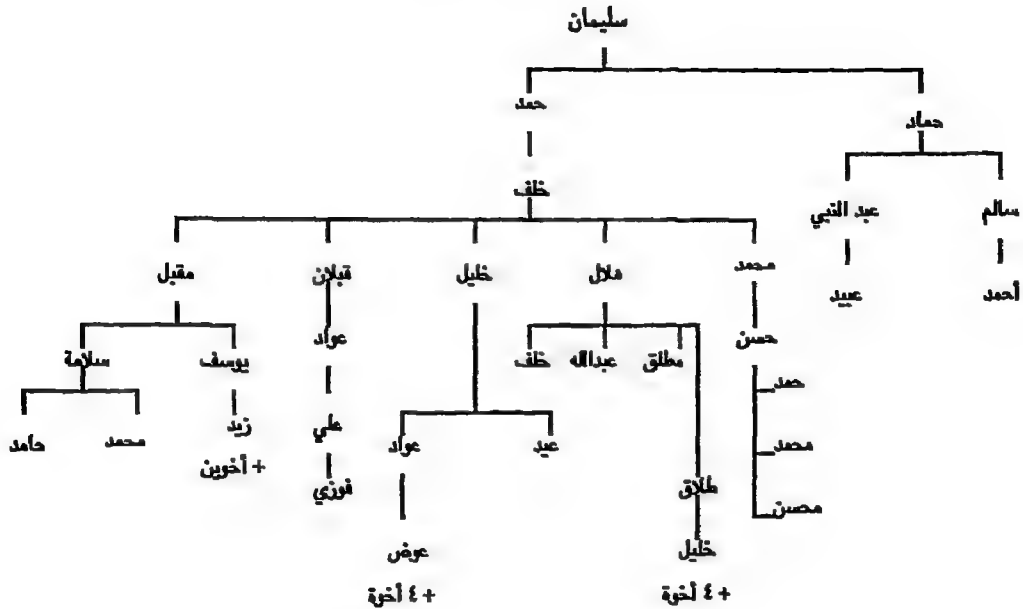 سليمان
حمد
حماد
خلف
عبد النبي
سالم
محمد
مقبل
قبلان
خليل
هلال
عبيد
أحمد
عواد
حسن
سلامة
يوسف
خلف
عبدالله
مطلق
حمد
زيد
علي
حامد
محمد
عواد
عيد
محمد
+ أخوين
فوزي
طلاق
محسن
عوض
خليل
+ ٤ أخوة
+ ٤ أخوة